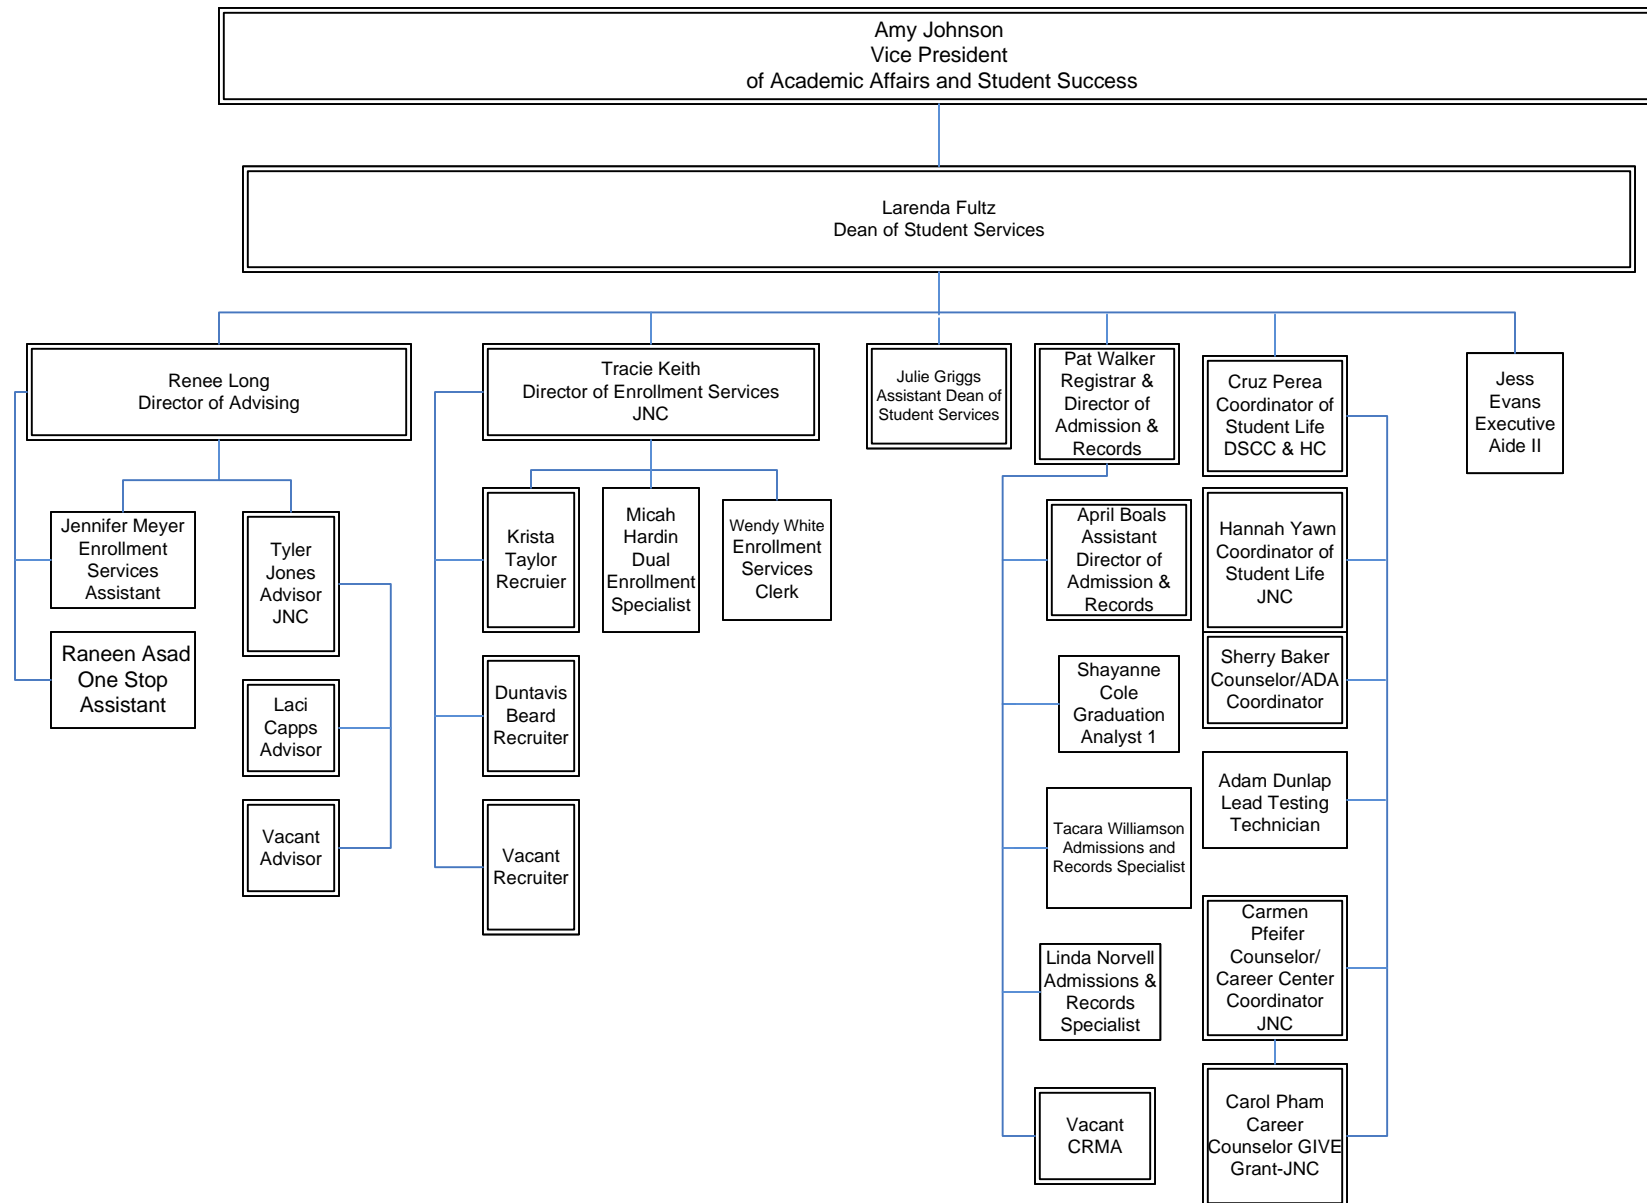 Amy Johnson
Vice President
of Academic Affairs and Student Success
Larenda Fultz
Dean of Student Services
Renee Long
Director of Advising
Tracie Keith
Director of Enrollment Services
JNC
Julie Griggs
Assistant Dean of
Student Services
Pat Walker
Registrar &
Director of
Admission &
Records
Cruz Perea
Coordinator of
Student Life
DSCC & HC
Jess
Evans
Executive
Aide II
Jennifer Meyer
Enrollment
Services
Assistant
Tyler
Jones
Advisor
JNC
Krista
Taylor
Recruier
Micah
Hardin
Dual
Enrollment
Specialist
Wendy White
Enrollment
Services
Clerk
April Boals
Assistant
Director of
Admission &
Records
Hannah Yawn
Coordinator of
Student Life
JNC
Raneen Asad
One Stop
Assistant
Laci
Capps
Advisor
Duntavis
Beard
Recruiter
Shayanne
Cole
Graduation
Analyst 1
Sherry Baker
Counselor/ADA
Coordinator
Vacant
Advisor
Vacant
Recruiter
Tacara Williamson
Admissions and
Records Specialist
Adam Dunlap
Lead Testing
Technician
Linda Norvell
Admissions &
Records
Specialist
Carmen
Pfeifer
Counselor/
Career Center
Coordinator
JNC
Vacant
CRMA
Carol Pham
Career
Counselor GIVE
Grant-JNC